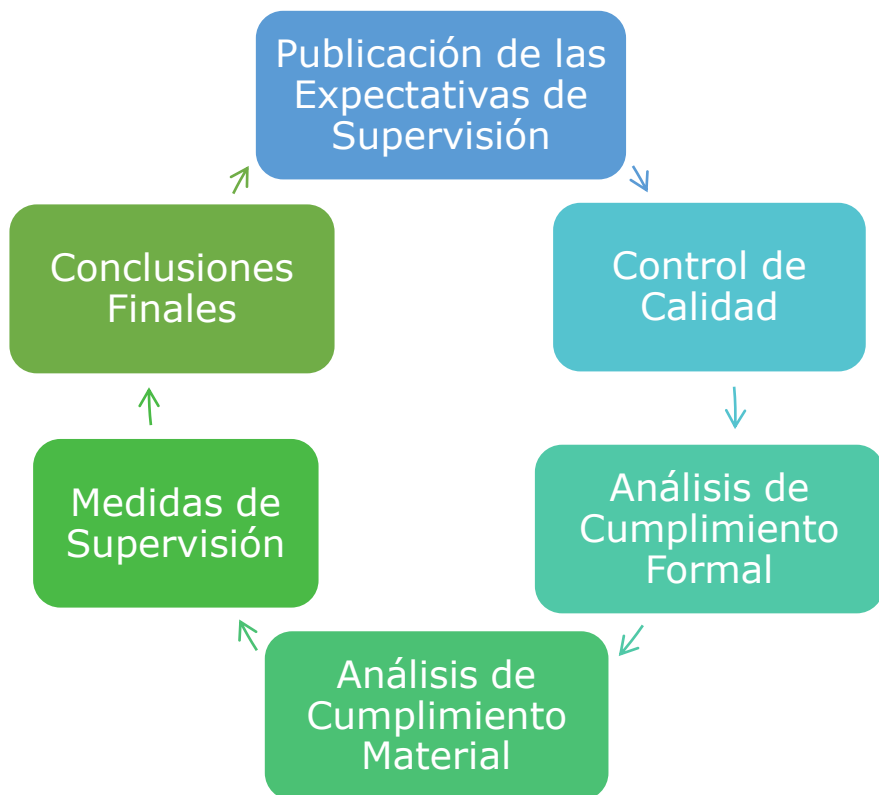 Publicación de las
Expectativas de
Supervisión
Control de
Calidad
Análisis de
Cumplimiento
Formal
Análisis de
Cumplimiento
Material
Medidas de
Supervisión
Conclusiones
Finales